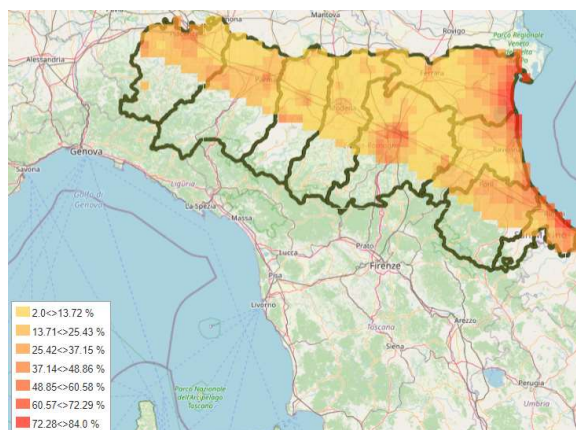 Alessandria
Mantova
Rovigo
Parco Regionale
Veneto
Ferrara
Genova
Savona
Golfo di
Genova
Liguria
La Spezia
Massa
Lucca
Prato
Firenze
Pisa
Livorno
Toscana
Arezzo
Siena
Perugia
Umbria
Parco Nazionale
dell'Arcipelago
Toscano
2.0<>13.72 %
13.71<>25.43 %
25.42<>37.15 %
37.14<>48.86 %
48.85<>60.58 %
60.57<>72.29 %
72.28<>84.0 %